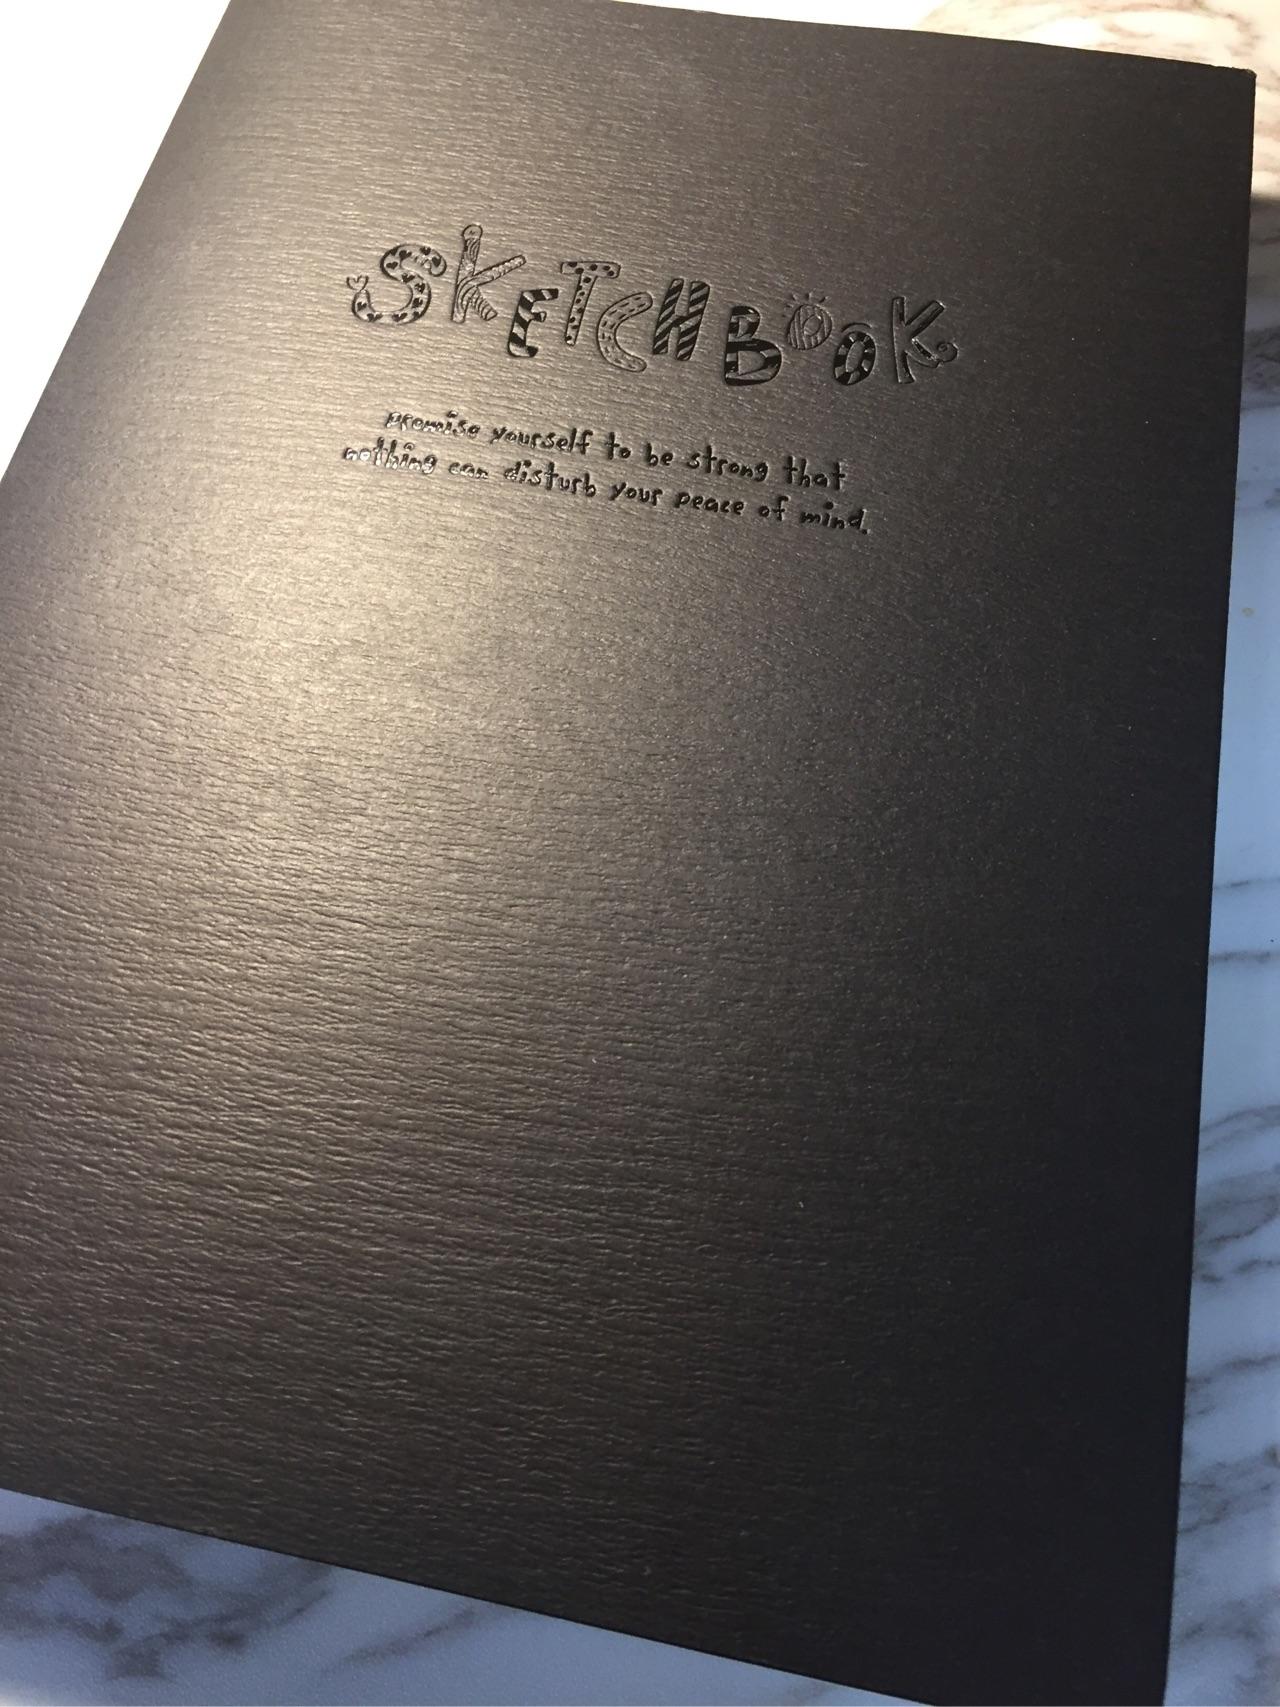 SKETCHBOOK
promise yourself to be strong that
nothing can disturb your peace of mind.